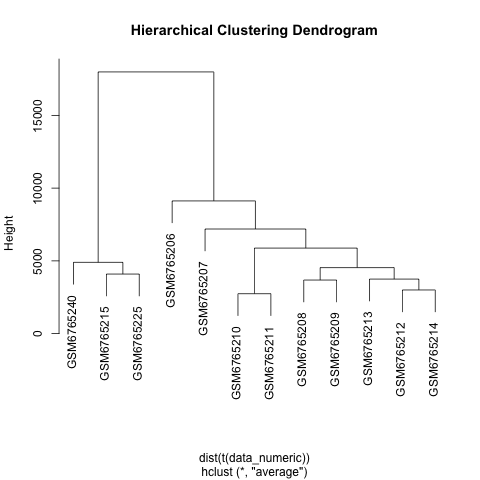 Hierarchical Clustering Dendrogram
Height
15000
10000
5000
0
GSM6765240
GSM6765215
GSM6765225
GSM6765206
GSM6765207
GSM6765210
GSM6765211
GSM6765208
GSM6765209
GSM6765213
GSM6765212
GSM6765214
dist(t(data_numeric))
hclust (*, "average")